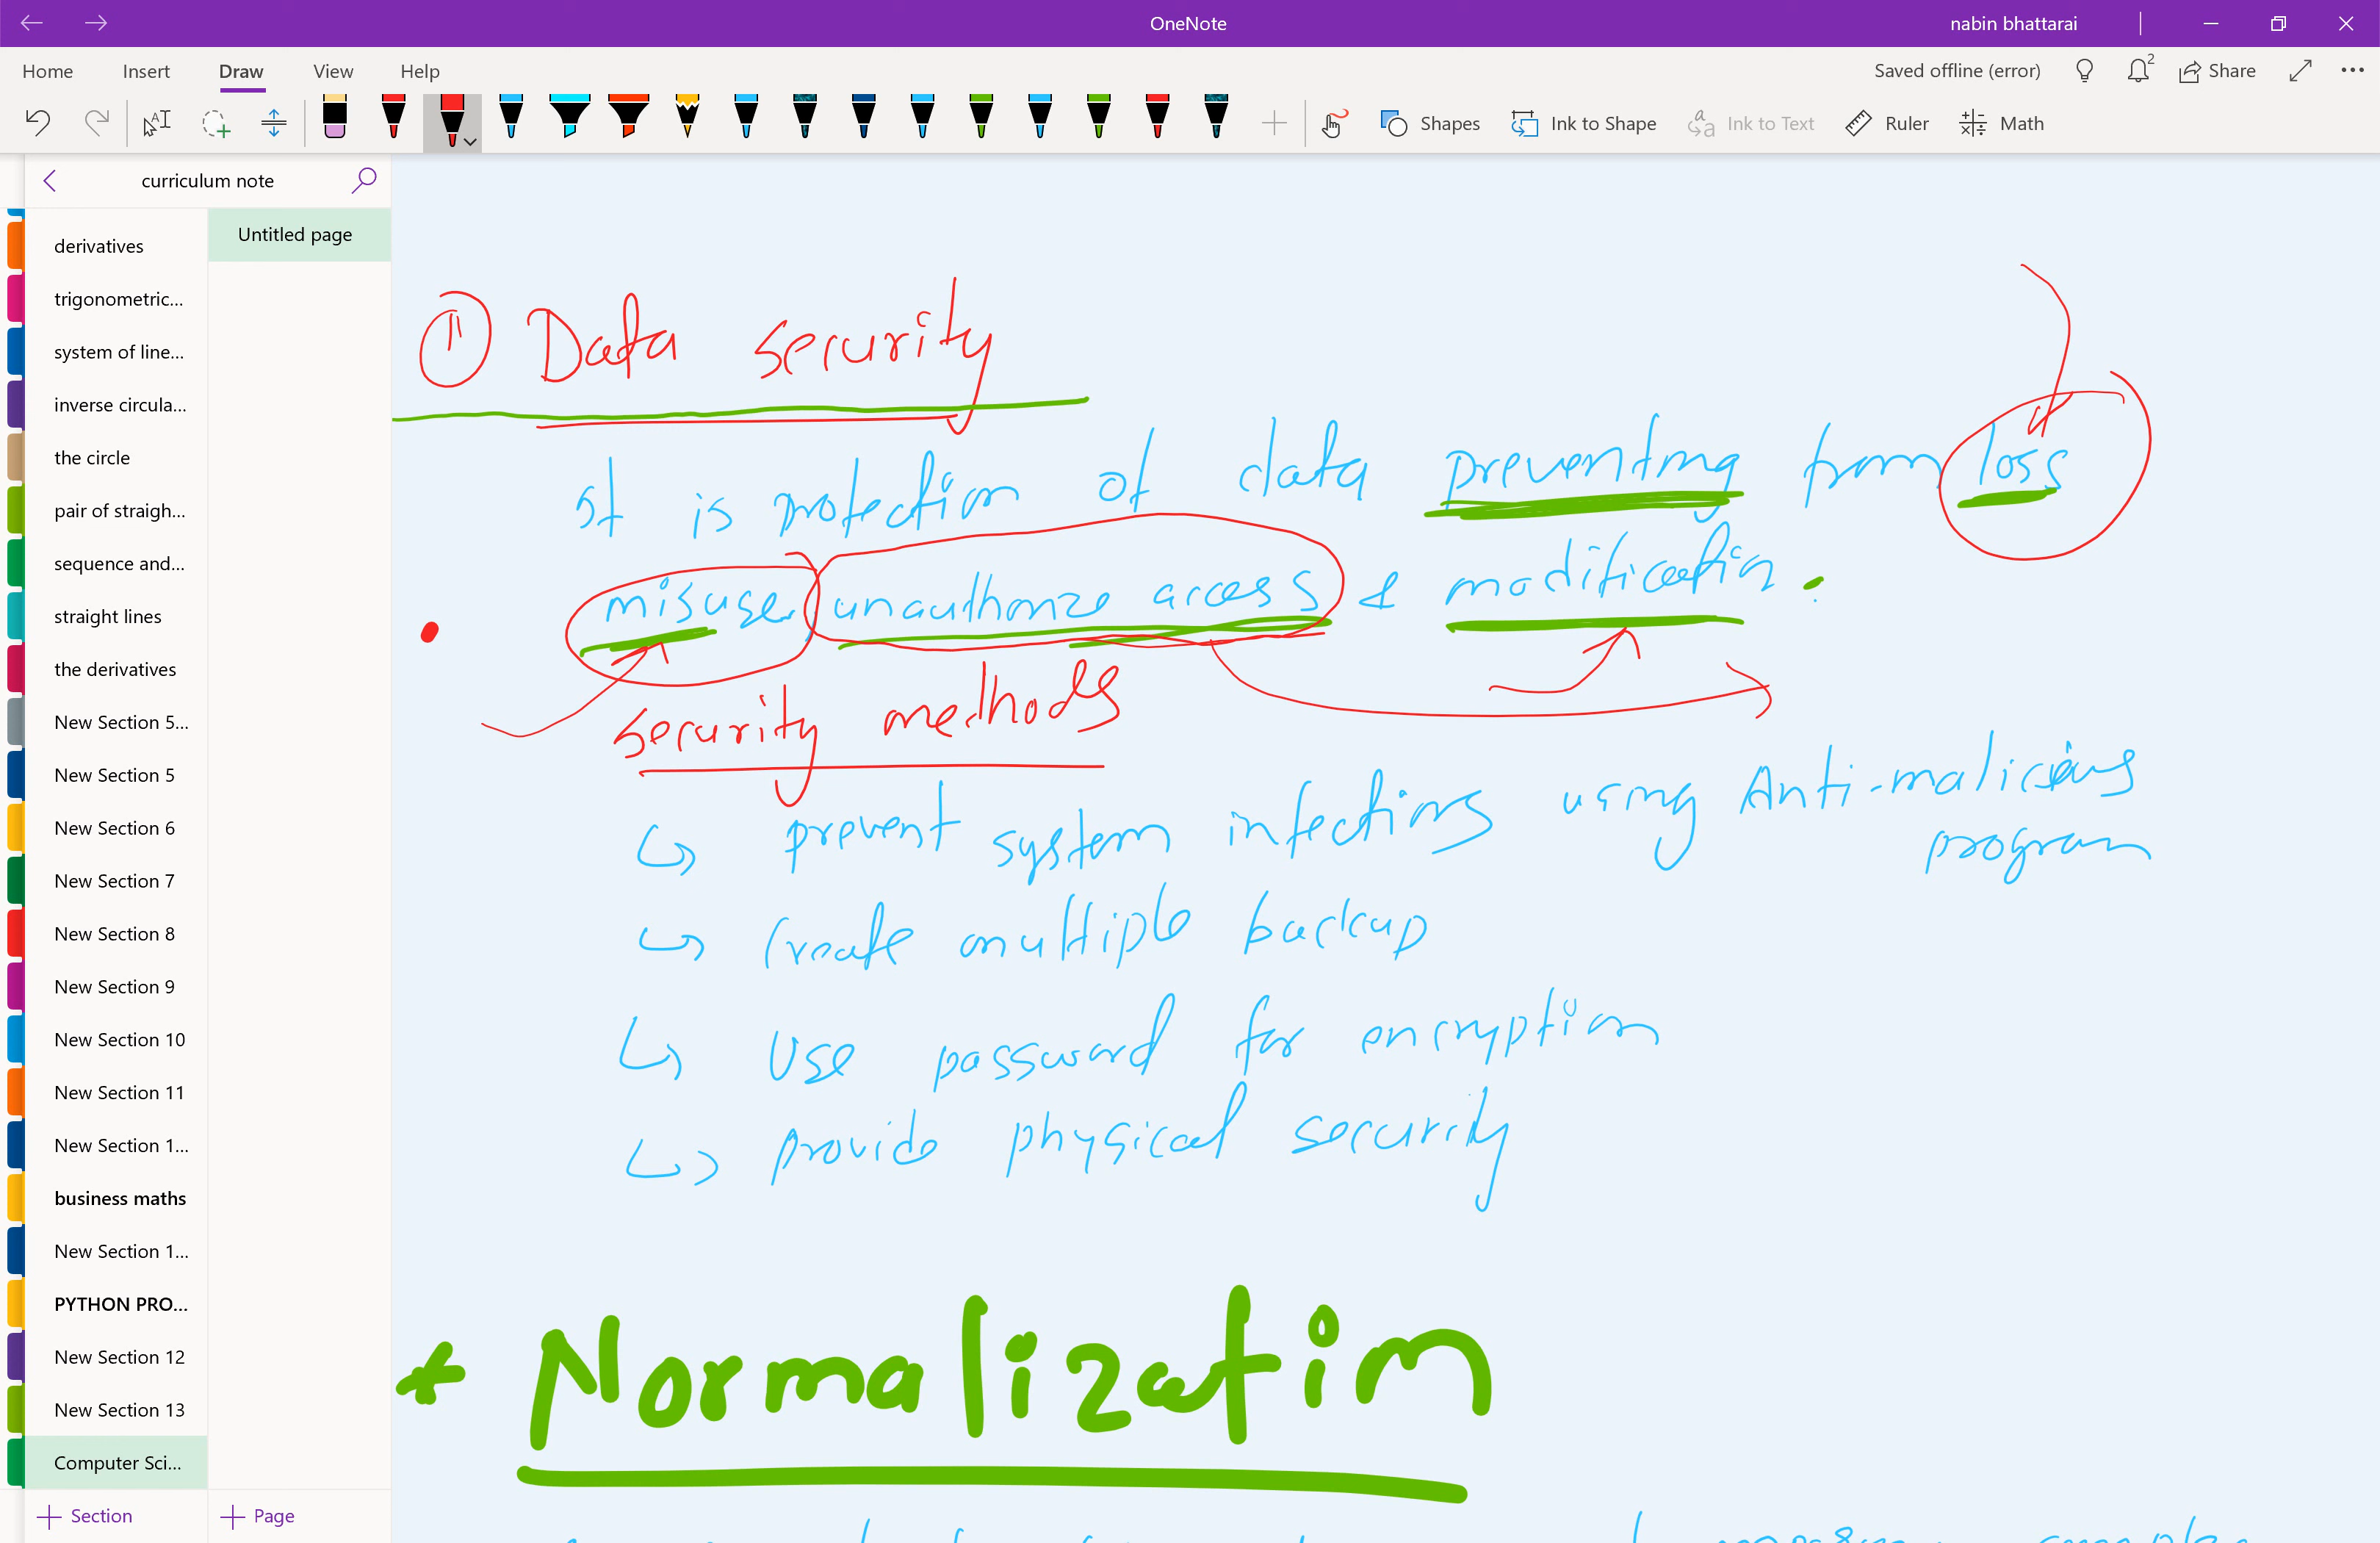 OneNote
nabin bhattarai
Home Insert Draw View Help
Saved offline (error) 2 Share
Shapes Ink to Shape Ink to Text Ruler Math
curriculum note
Untitled page
derivatives
trigonometric...
system of line...
inverse circula...
the circle
pair of straigh...
sequence and...
straight lines
the derivatives
New Section 5...
New Section 5
New Section 6
New Section 7
New Section 8
New Section 9
New Section 10
New Section 11
New Section 1...
business maths
New Section 1...
PYTHON PRO...
New Section 12
New Section 13
Computer Sci...
Section
Page
11 Data security
It is protection of data preventing from loss
misuse, unauthorize access & modification.
security methods
prevent system infections using Anti-malicious
program
Create multiple backup
Use password for encryption
provide physical security
* Normalization